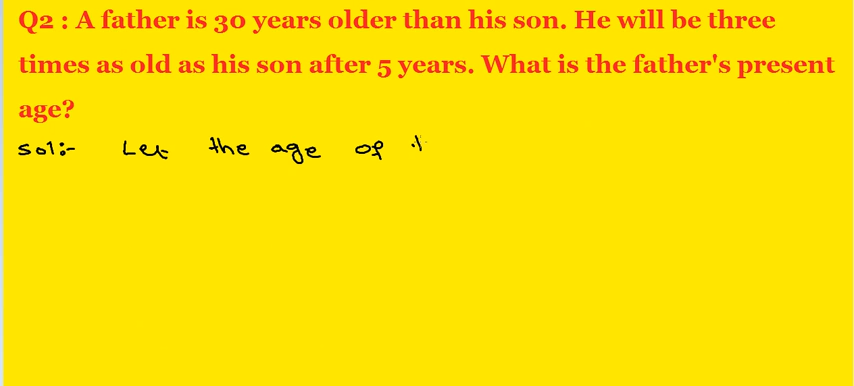 Q2 : A father is 30 years older than his son. He will be three
times as old as his son after 5 years. What is the father's present
age?
Sol:- Let the age of